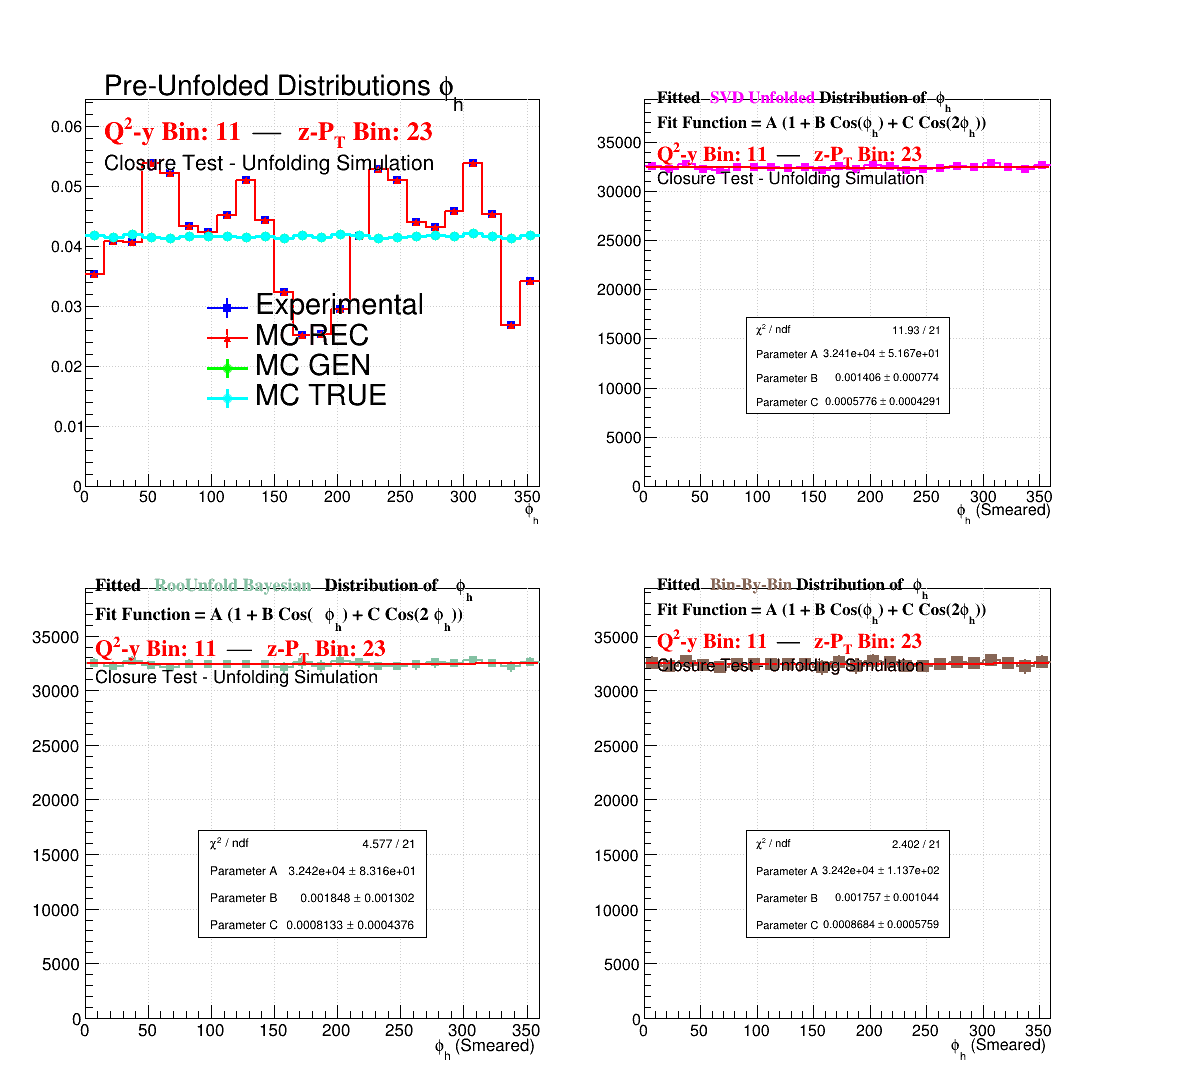 Pre-Unfolded Distributions ϕh
Q2-y Bin: 11 — z-PT Bin: 23
Closure Test - Unfolding Simulation
0.06
0.05
0.04
0.03
0.02
0.01
0
Experimental
MC REC
MC GEN
MC TRUE
0 50 100 150 200 250 300 350
ϕh
Fitted SVD Unfolded Distribution of ϕh
Fit Function = A (1 + B Cos(ϕh) + C Cos(2ϕh))
Q2-y Bin: 11 — z-PT Bin: 23
Closure Test - Unfolding Simulation
35000
30000
25000
20000
15000
10000
5000
0
χ2 / ndf 11.93 / 21
Parameter A 3.241e+04 ± 5.167e+01
Parameter B 0.001406 ± 0.000774
Parameter C 0.0005776 ± 0.0004291
0 50 100 150 200 250 300 350
ϕh (Smeared)
Fitted RooUnfold Bayesian Distribution of ϕh
Fit Function = A (1 + B Cos( ϕh) + C Cos(2 ϕh))
Q2-y Bin: 11 — z-PT Bin: 23
Closure Test - Unfolding Simulation
35000
30000
25000
20000
15000
10000
5000
0
χ2 / ndf 4.577 / 21
Parameter A 3.242e+04 ± 8.316e+01
Parameter B 0.001848 ± 0.001302
Parameter C 0.0008133 ± 0.0004376
0 50 100 150 200 250 300 350
ϕh (Smeared)
Fitted Bin-By-Bin Distribution of ϕh
Fit Function = A (1 + B Cos(ϕh) + C Cos(2ϕh))
Q2-y Bin: 11 — z-PT Bin: 23
Closure Test - Unfolding Simulation
35000
30000
25000
20000
15000
10000
5000
0
χ2 / ndf 2.402 / 21
Parameter A 3.242e+04 ± 1.137e+02
Parameter B 0.001757 ± 0.001044
Parameter C 0.0008684 ± 0.0005759
0 50 100 150 200 250 300 350
ϕh (Smeared)